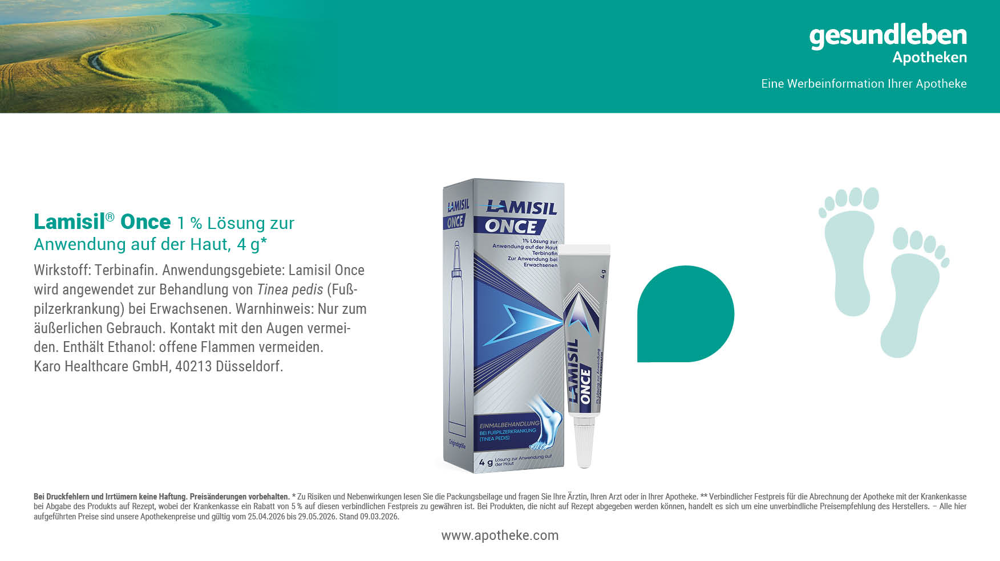 gesundleben
Apotheken
Eine Werbeinformation Ihrer Apotheke
Lamisil® Once 1 % Lösung zur
Anwendung auf der Haut, 4 g*
Wirkstoff: Terbinafin. Anwendungsgebiete: Lamisil Once
wird angewendet zur Behandlung von Tinea pedis (Fuß-
pilzerkrankung) bei Erwachsenen. Warnhinweis: Nur zum
äußerlichen Gebrauch. Kontakt mit den Augen vermei-
den. Enthält Ethanol: offene Flammen vermeiden.
Karo Healthcare GmbH, 40213 Düsseldorf.
LAMISIL
ONCE
Originalgröße
LAMISIL
ONCE
1% Lösung zur
Anwendung auf der Haut
Terbinafin
Zur Anwendung bei
Erwachsenen
EINMALBEHANDLUNG
BEI FUßPILZERKRANKUNG
(TINEA PEDIS)
4 g Lösung zur Anwendung auf
der Haut
4 g
LAMISIL
ONCE
1% Lösung zur Anwendung
auf der Haut TERBINAFIN
Bei Druckfehlern und Irrtümern keine Haftung. Preisänderungen vorbehalten. * Zu Risiken und Nebenwirkungen lesen Sie die Packungsbeilage und fragen Sie Ihre Ärztin, Ihren Arzt oder in Ihrer Apotheke. ** Verbindlicher Festpreis für die Abrechnung der Apotheke mit der Krankenkasse
bei Abgabe des Produkts auf Rezept, wobei der Krankenkasse ein Rabatt von 5 % auf diesen verbindlichen Festpreis zu gewähren ist. Bei Produkten, die nicht auf Rezept abgegeben werden können, handelt es sich um eine unverbindliche Preisempfehlung des Herstellers. – Alle hier
aufgeführten Preise sind unsere Apothekenpreise und gültig vom 25.04.2026 bis 29.05.2026. Stand 09.03.2026.
www.apotheke.com